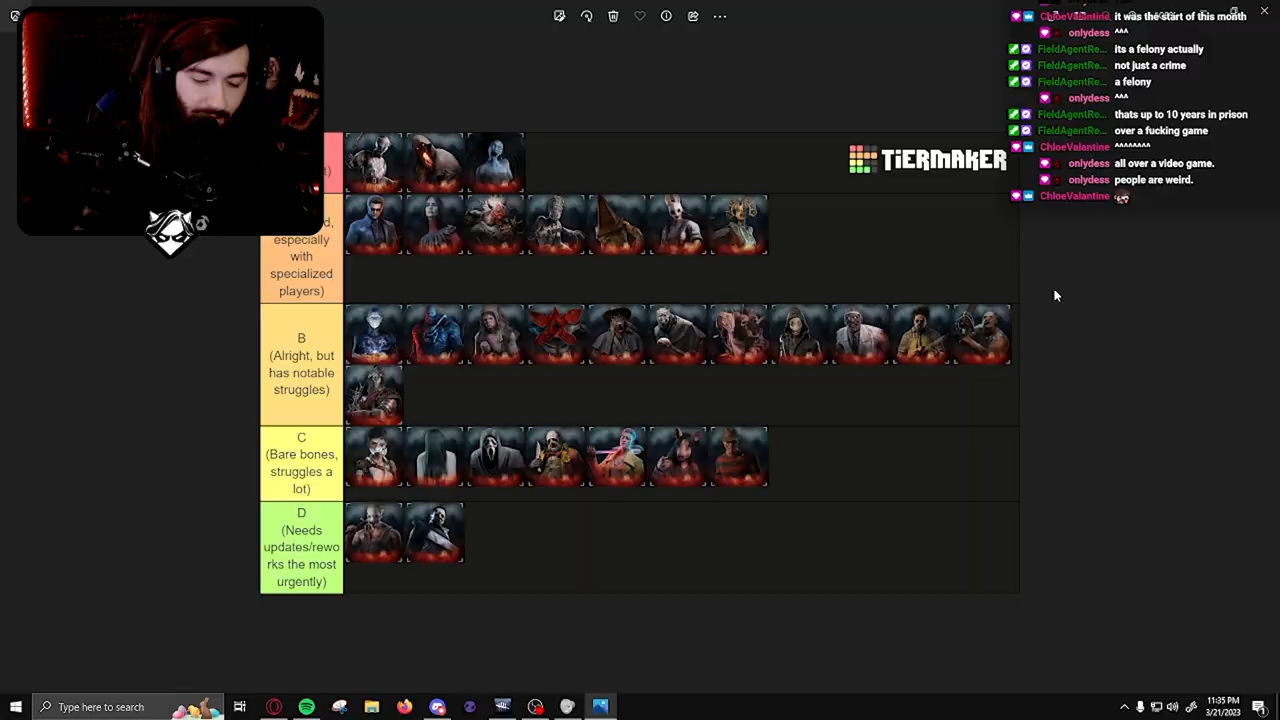 ChloeValantine it was the start of this month
onlydess ^^^
FieldAgentRe... its a felony actually
FieldAgentRe... not just a crime
FieldAgentRe... a felony
onlydess ^^^
FieldAgentRe... thats up to 10 years in prison
FieldAgentRe... over a fucking game
ChloeValantine ^^^^^^^^
onlydess all over a video game.
onlydess people are weird.
ChloeValantine
TiERMAKER
especially
with
specialized
players)
B
(Alright, but
has notable
struggles)
C
(Bare bones,
struggles a
lot)
D
(Needs
updates/rewo
rks the most
urgently)
Type here to search
11:35 PM
3/21/2023